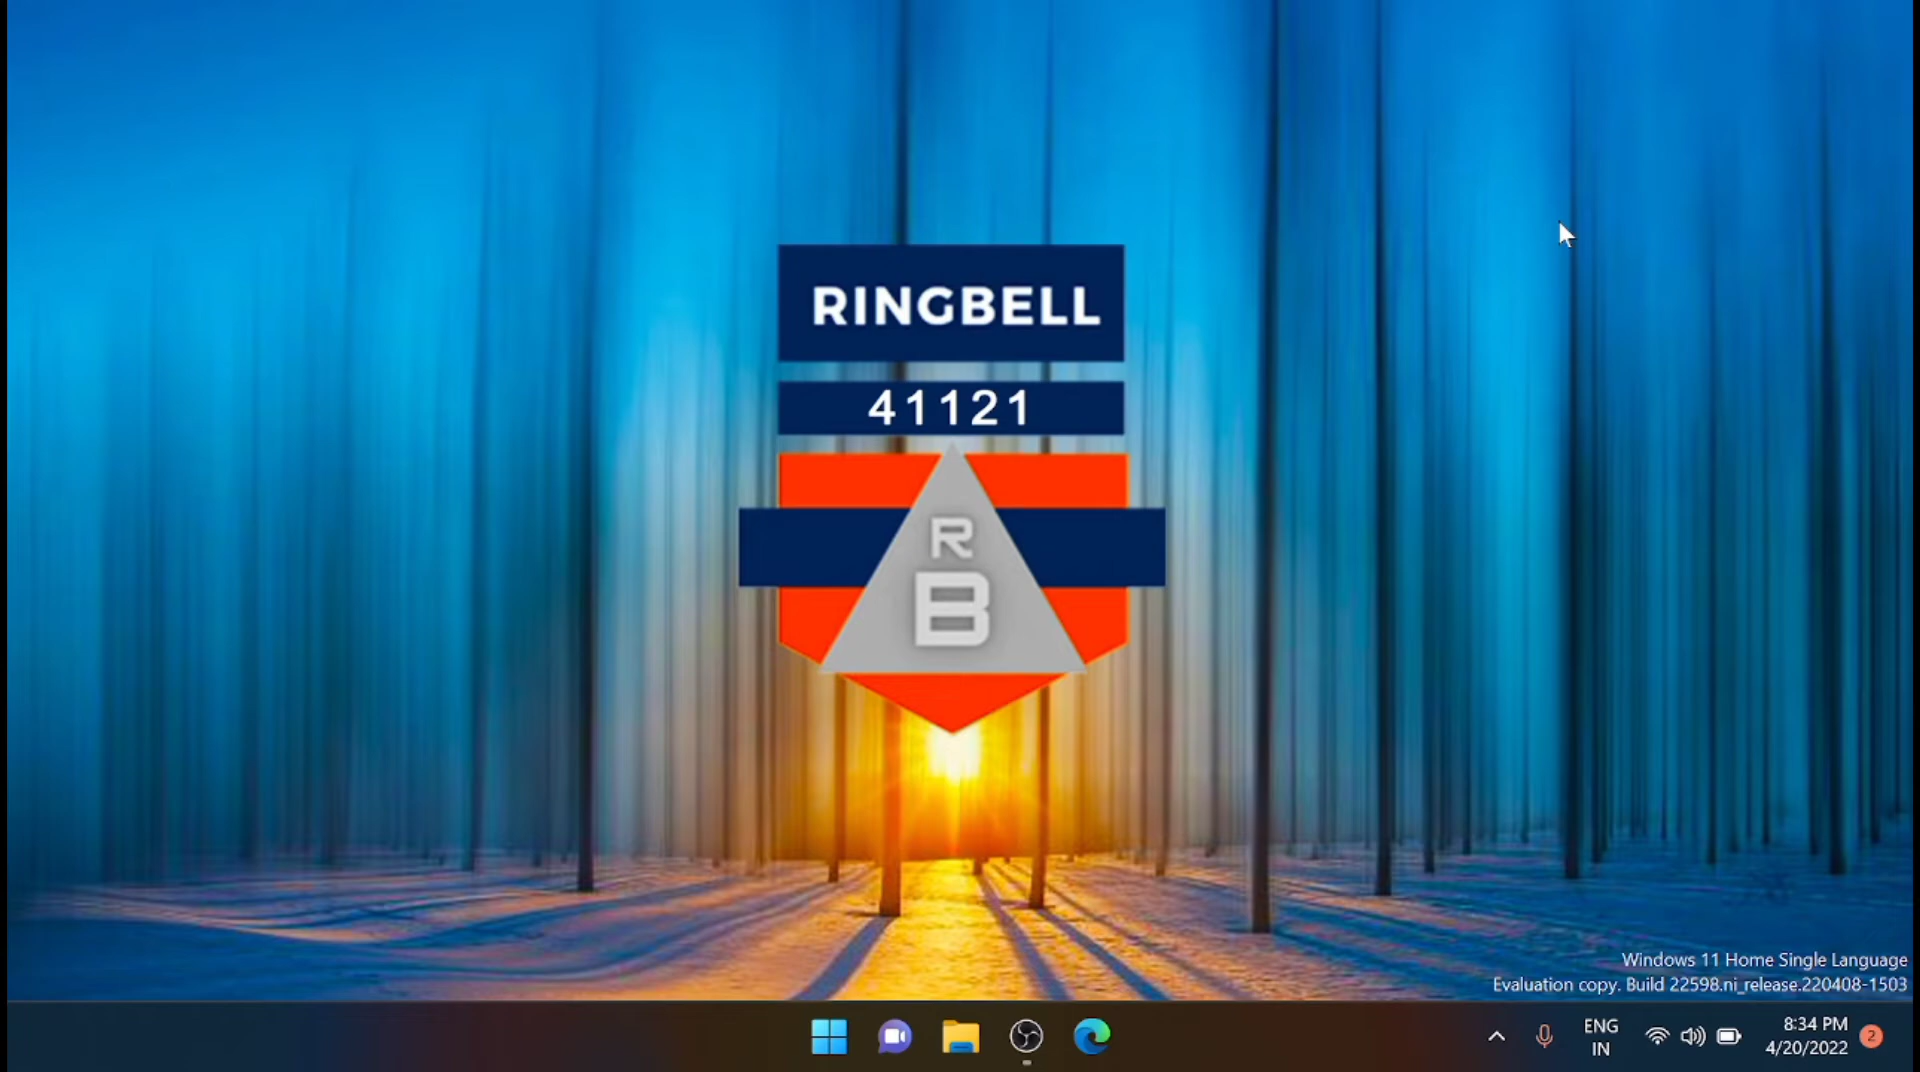 RINGBELL
41121
R
B
Windows 11 Home Single Language
Evaluation copy. Build 22598.ni_release.220408-1503
ENG
IN
8:34 PM
4/20/2022
2